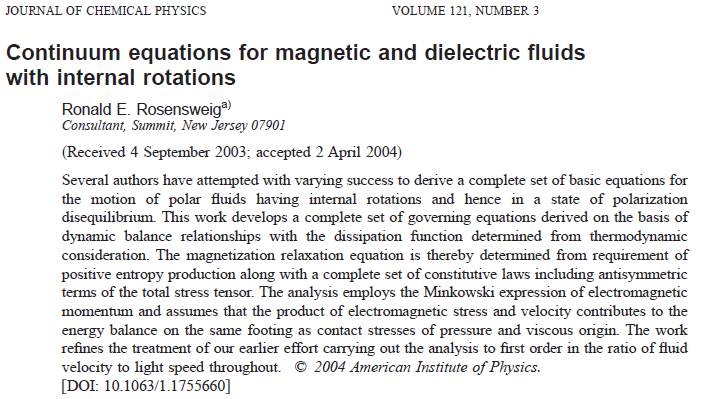 JOURNAL OF CHEMICAL PHYSICS VOLUME 121, NUMBER 3
Continuum equations for magnetic and dielectric fluids
with internal rotations
Ronald E. Rosensweig a)
Consultant, Summit, New Jersey 07901
(Received 4 September 2003; accepted 2 April 2004)
Several authors have attempted with varying success to derive a complete set of basic equations for
the motion of polar fluids having internal rotations and hence in a state of polarization
disequilibrium. This work develops a complete set of governing equations derived on the basis of
dynamic balance relationships with the dissipation function determined from thermodynamic
consideration. The magnetization relaxation equation is thereby determined from requirement of
positive entropy production along with a complete set of constitutive laws including antisymmetric
terms of the total stress tensor. The analysis employs the Minkowski expression of electromagnetic
momentum and assumes that the product of electromagnetic stress and velocity contributes to the
energy balance on the same footing as contact stresses of pressure and viscous origin. The work
refines the treatment of our earlier effort carrying out the analysis to first order in the ratio of fluid
velocity to light speed throughout. © 2004 American Institute of Physics.
[DOI: 10.1063/1.1755660]